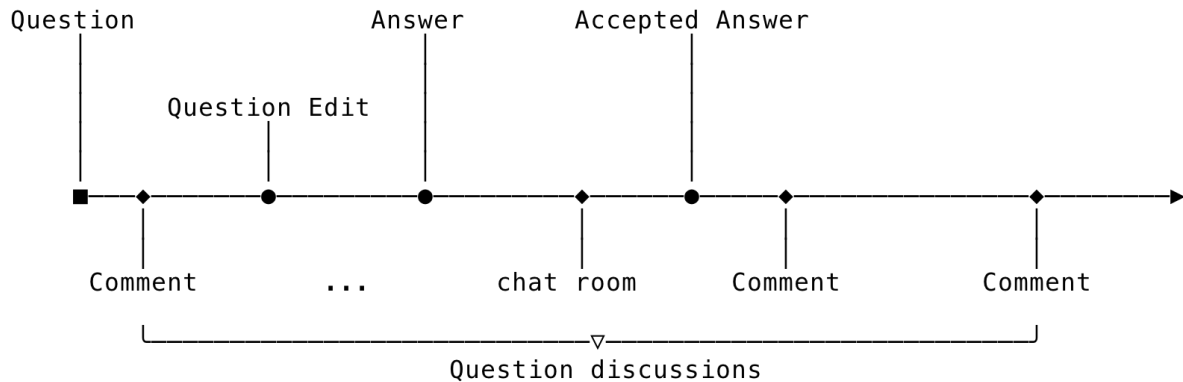 Question Answer Accepted Answer
Question Edit
Comment ... chat room Comment Comment
Question discussions